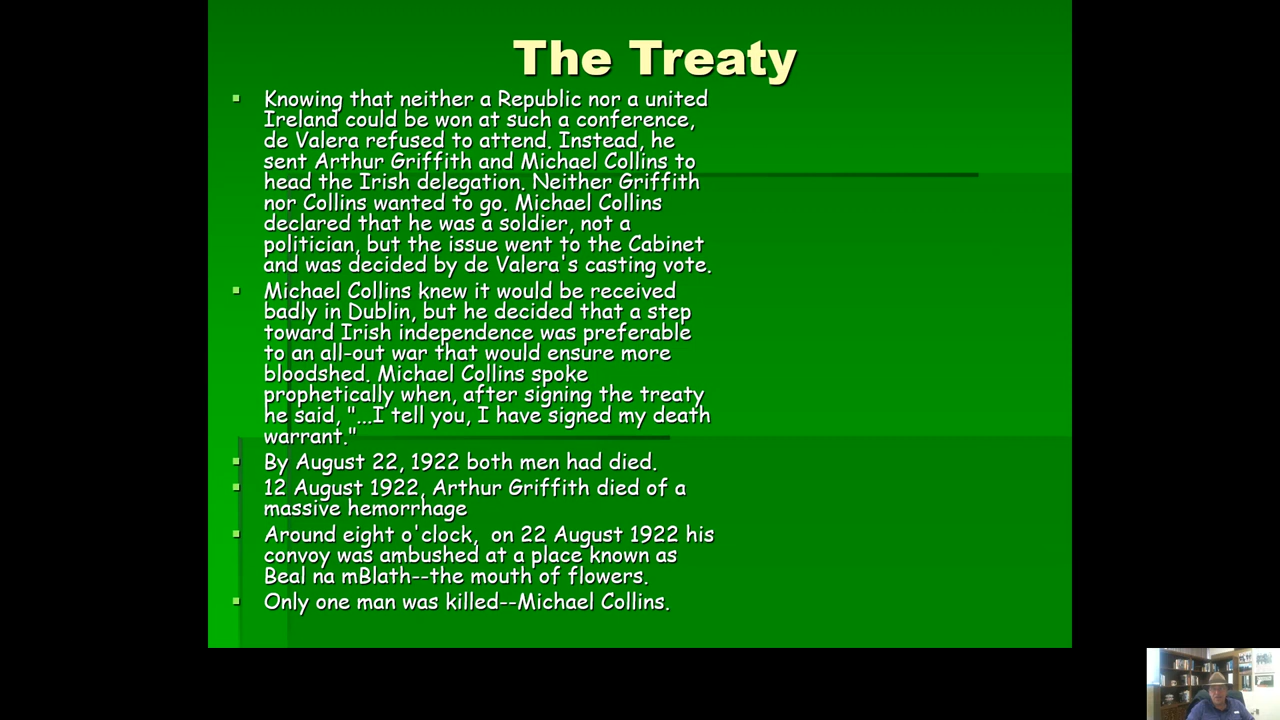 The Treaty
▪ Knowing that neither a Republic nor a united
Ireland could be won at such a conference,
de Valera refused to attend. Instead, he
sent Arthur Griffith and Michael Collins to
head the Irish delegation. Neither Griffith
nor Collins wanted to go. Michael Collins
declared that he was a soldier, not a
politician, but the issue went to the Cabinet
and was decided by de Valera's casting vote.
▪ Michael Collins knew it would be received
badly in Dublin, but he decided that a step
toward Irish independence was preferable
to an all-out war that would ensure more
bloodshed. Michael Collins spoke
prophetically when, after signing the treaty
he said, "...I tell you, I have signed my death
warrant."
▪ By August 22, 1922 both men had died.
▪ 12 August 1922, Arthur Griffith died of a
massive hemorrhage
▪ Around eight o'clock,  on 22 August 1922 his
convoy was ambushed at a place known as
Beal na mBlath--the mouth of flowers.
▪ Only one man was killed--Michael Collins.